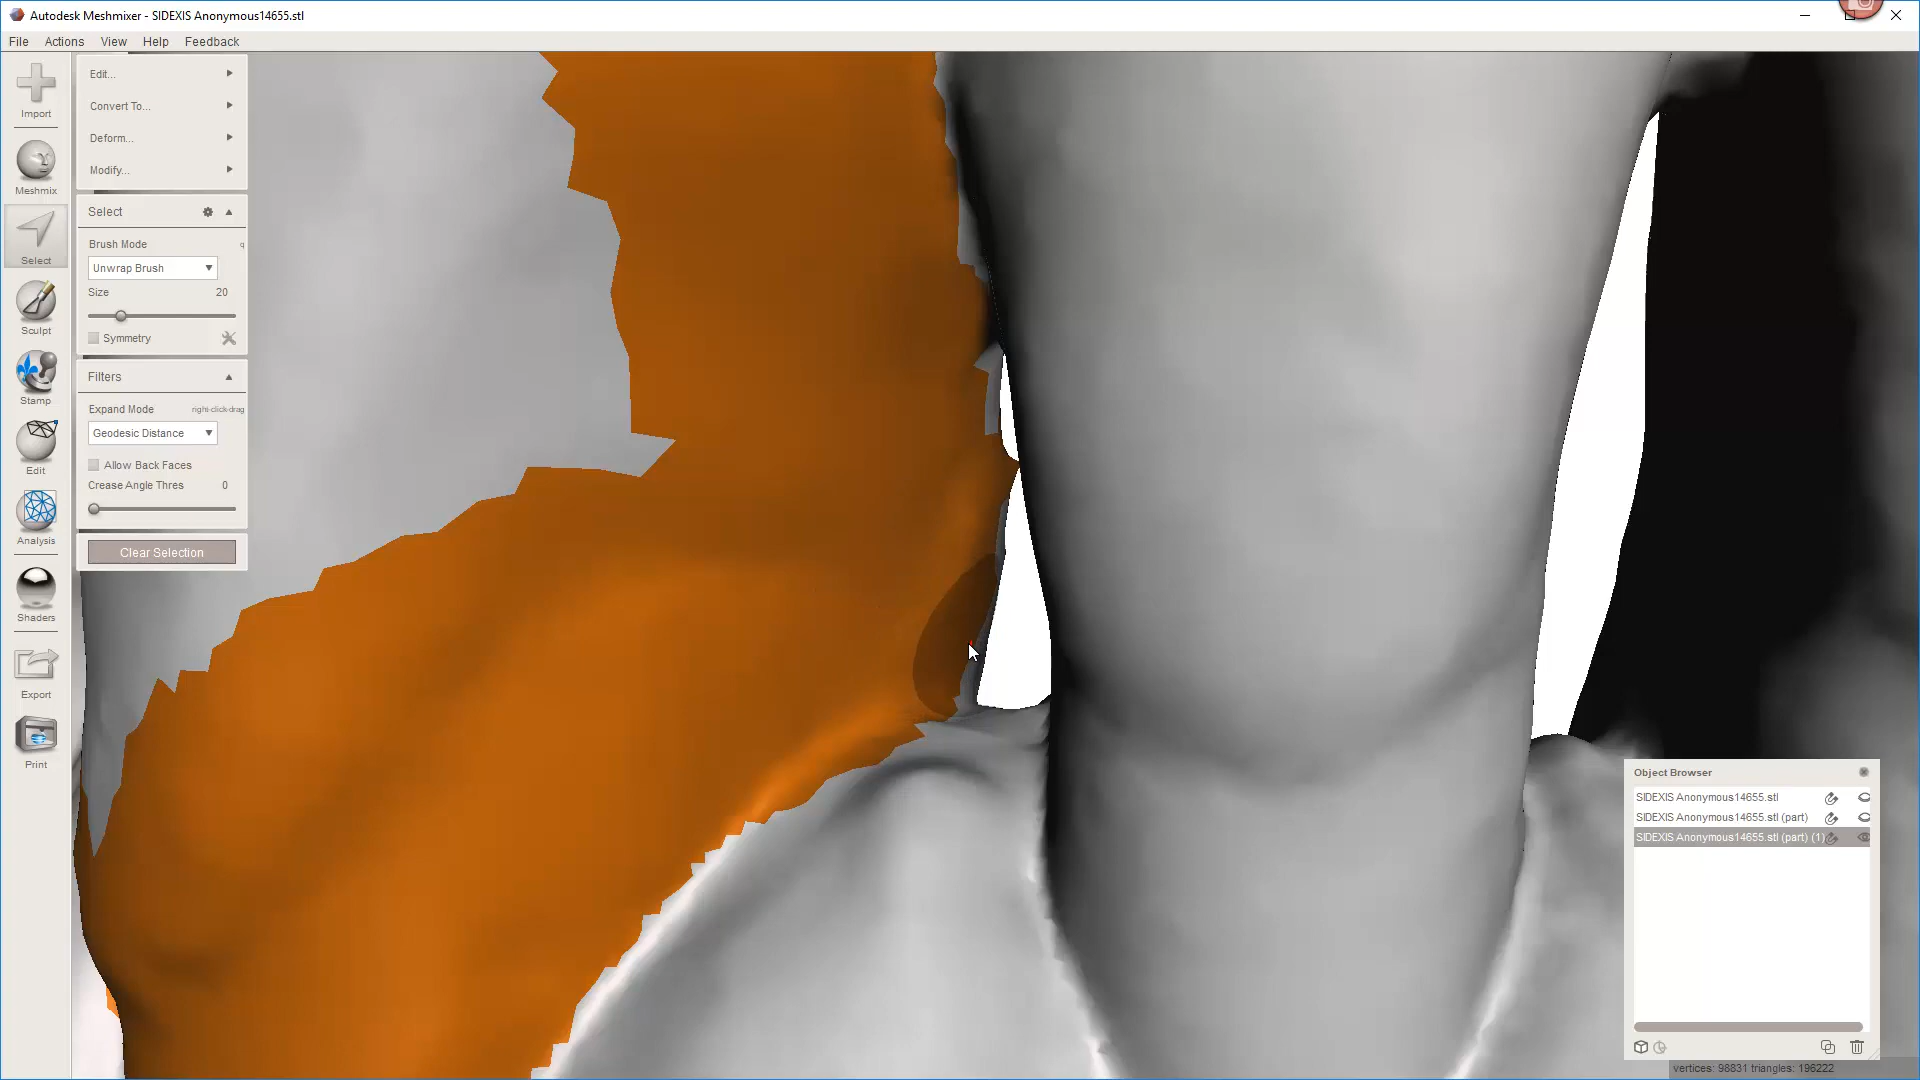 Autodesk Meshmixer - SIDEXIS Anonymous14655.stl
File Actions View Help Feedback
Import
Meshmix
Select
Sculpt
Stamp
Edit
Analysis
Shaders
Export
Print
Edit...
Convert To...
Deform...
Modify...
Select
Brush Mode q
Unwrap Brush
Size 20
Symmetry
Filters
Expand Mode right-click-drag
Geodesic Distance
Allow Back Faces
Crease Angle Thres 0
Clear Selection
Object Browser
SIDEXIS Anonymous14655.stl
SIDEXIS Anonymous14655.stl (part)
SIDEXIS Anonymous14655.stl (part) (1)
vertices: 98831 triangles: 196222